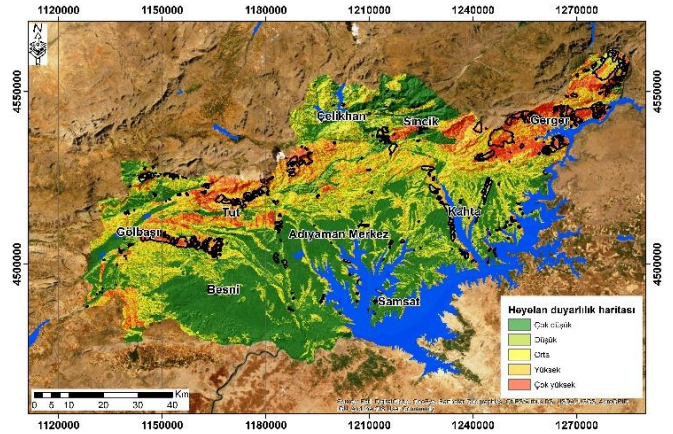 1120000 1150000 1180000 1210000 1240000 1270000
N
4550000 4550000
Çelikhan
Sincik
Gerger
Tut
Kahta
Gölbaşı
Adıyaman Merkez
4500000 4500000
Besni
Samsat
Heyelan duyarlılık haritası
Çok düşük
Düşük
Orta
Yüksek
Çok yüksek
Km
0 5 10 20 30 40
1120000 1150000 1180000 1210000 1240000 1270000